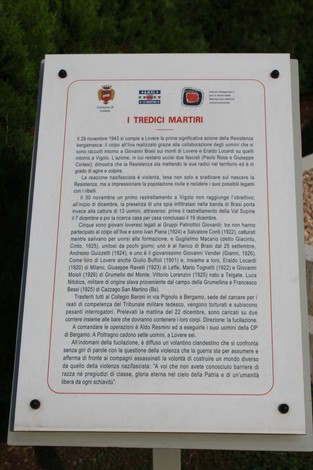 I TREDICI MARTIRI
Il 29 novembre 1943 si compie a Lovere la prima significativa azione della Resistenza
bergamasca. Il colpo all'Ilva realizzato grazie alla collaborazione degli uomini che si
sono raccolti intorno a Giovanni Brasi sui monti di Lovere e Eraldo Locardi su quelli
intorno a Vigolo. L'azione, in cui restano uccisi due fascisti (Paolo Rosa e Giuseppe
Cortesi), dimostra che la Resistenza sta mettendo le sue radici nel territorio ed è in
grado di agire e colpire.
La reazione nazifascista è violenta, tesa non solo a sradicare sul nascere la
Resistenza, ma a impressionare la popolazione civile e recidere i suoi possibili legami
con i ribelli.
Il 30 novembre un primo rastrellamento a Vigolo non raggiunge l'obiettivo;
all'inizio di dicembre, la presenza di una spia infiltratasi nella banda di Brasi porta
invece alla cattura di 13 uomini, attraverso: prima il rastrellamento della Val Supine
il 7 dicembre e poi la ricerca casa per casa conclusasi il 19 dicembre.
Cinque sono giovani loveresi legati ai Gruppi Patriottici Giovanili: tre non hanno
partecipato al colpo all'Ilva e sono Ivan Piana (1924) e Salvatore Conti (1922), catturati
mentre salivano per unirsi alla formazione, e Guglielmo Macario (detto Giacinto,
Cinto, 1925), unitosi da pochi giorni; uno è al fianco di Brasi dal 25 settembre,
Andreino Guizzetti (1924), e uno è il giovanissimo Giovanni Vender (Gianni, 1926).
Come loro di Lovere anche Giulio Buffoli (1901) e, insieme a loro, Eraldo Locardi
(1920) di Milano, Giuseppe Ravelli (1923) di Leffe, Mario Tognetti (1922) e Giovanni
Moioli (1926) di Grumello del Monte, Vittorio Lorenzini (1925) nato a Telgate, Luca
Nitckisc, militare di origine slava proveniente dal campo della Grumellina e Francesco
Bessi (1925) di Cazzago San Martino (Bs).
Trasferiti tutti al Collegio Baroni in via Pignolo a Bergamo, sede del carcere per i
reati di competenza del Tribunale militare tedesco, vengono torturati e subiscono
pesanti interrogatori. Prelevati la mattina del 22 dicembre, sono caricati su due
corriere insieme alle bare che dovranno contenere i loro corpi. Direzione: la fucilazione.
A comandare le operazioni è Aldo Resmini ed a eseguirle i suoi uomini della OP
di Bergamo. A Poltragno cadono sette uomini, a Lovere sei.
All'indomani della fucilazione, è diffuso un volantino clandestino che si confronta
senza giri di parole con la questione della violenza che la guerra sta per assumere e
afferma di fronte ai compagni assassinati la volontà di costruire un mondo diverso
da quello della violenza nazifascista: "A voi che non avete conosciuto barriere di
razza né pregiudizi di classe, gloria eterna nel cielo della Patria e di un'umanità
libera da ogni schiavitù".